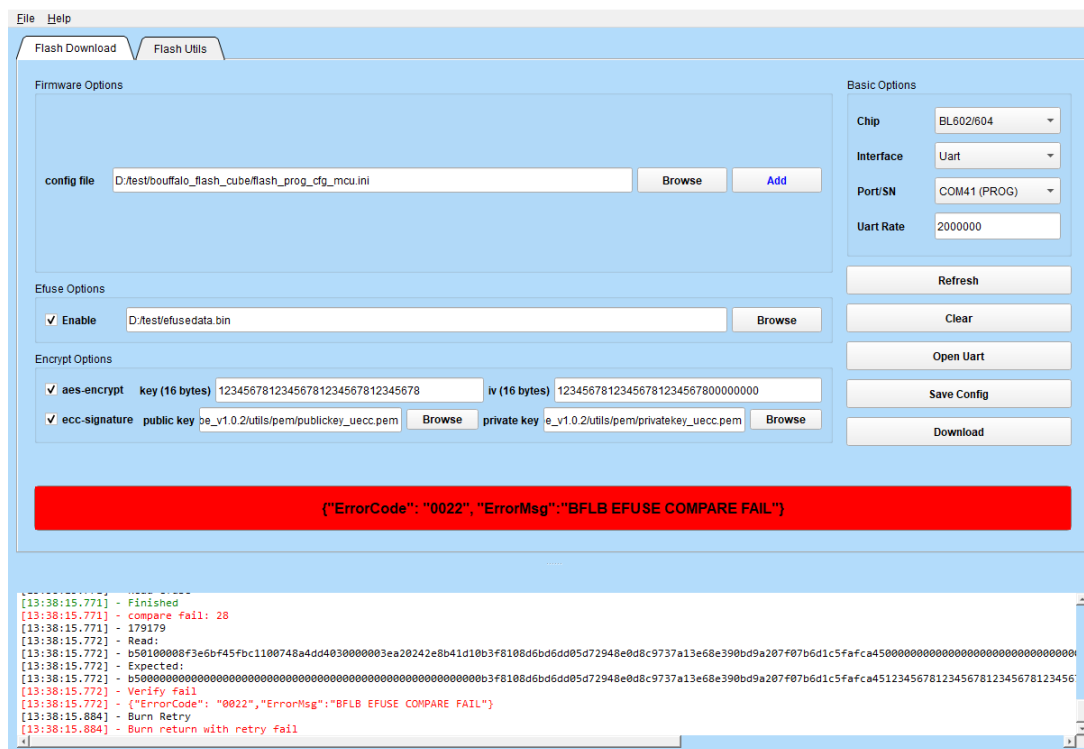 File Help
Flash Download Flash Utils
Firmware Options
config file D:/test/bouffalo_flash_cube/flash_prog_cfg_mcu.ini Browse Add
Efuse Options
Enable D:/test/efusedata.bin Browse
Encrypt Options
aes-encrypt key (16 bytes) 12345678123456781234567812345678 iv (16 bytes) 12345678123456781234567800000000
ecc-signature public key be_v1.0.2/utils/pem/publickey_uecc.pem Browse private key e_v1.0.2/utils/pem/privatekey_uecc.pem Browse
Basic Options
Chip BL602/604
Interface Uart
Port/SN COM41 (PROG)
Uart Rate 2000000
Refresh
Clear
Open Uart
Save Config
Download
{"ErrorCode": "0022", "ErrorMsg":"BFLB EFUSE COMPARE FAIL"}
[13:38:15.771] - Finished
[13:38:15.771] - compare fail: 28
[13:38:15.771] - 179179
[13:38:15.772] - Read:
[13:38:15.772] -
[13:38:15.772] - Expected:
[13:38:15.772] -
[13:38:15.772] - Verify fail
[13:38:15.772] - {"ErrorCode": "0022","ErrorMsg":"BFLB EFUSE COMPARE FAIL"}
[13:38:15.884] - Burn Retry
[13:38:15.884] - Burn return with retry fail